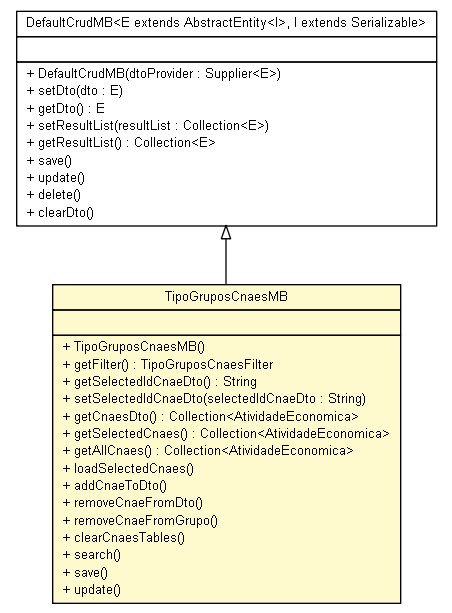 DefaultCrudMB<E extends AbstractEntity<I>, I extends Serializable>
+ DefaultCrudMB(dtoProvider : Supplier<E>)
+ setDto(dto : E)
+ getDto() : E
+ setResultList(resultList : Collection<E>)
+ getResultList() : Collection<E>
+ save()
+ update()
+ delete()
+ clearDto()
TipoGruposCnaesMB
+ TipoGruposCnaesMB()
+ getFilter() : TipoGruposCnaesFilter
+ getSelectedIdCnaeDto() : String
+ setSelectedIdCnaeDto(selectedIdCnaeDto : String)
+ getCnaesDto() : Collection<AtividadeEconomica>
+ getSelectedCnaes() : Collection<AtividadeEconomica>
+ getAllCnaes() : Collection<AtividadeEconomica>
+ loadSelectedCnaes()
+ addCnaeToDto()
+ removeCnaeFromDto()
+ removeCnaeFromGrupo()
+ clearCnaesTables()
+ search()
+ save()
+ update()